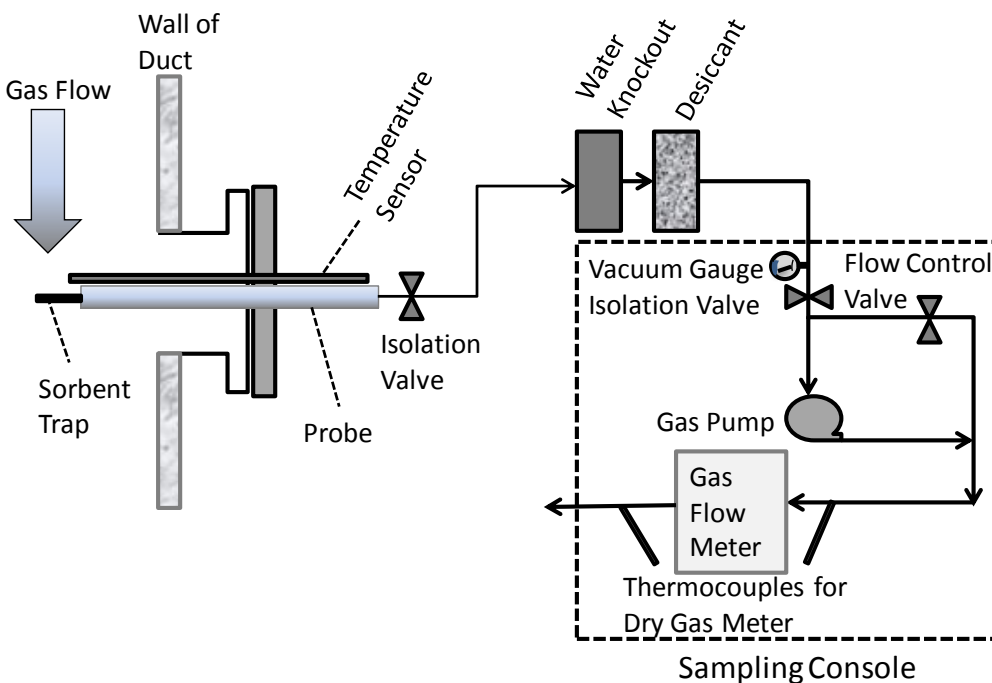 Wall of
Duct
Gas Flow
Temperature
Sensor
Water
Knockout
Desiccant
Vacuum Gauge
Isolation Valve
Flow Control
Valve
Isolation
Valve
Sorbent
Trap
Probe
Gas Pump
Gas
Flow
Meter
Thermocouples for
Dry Gas Meter
Sampling Console